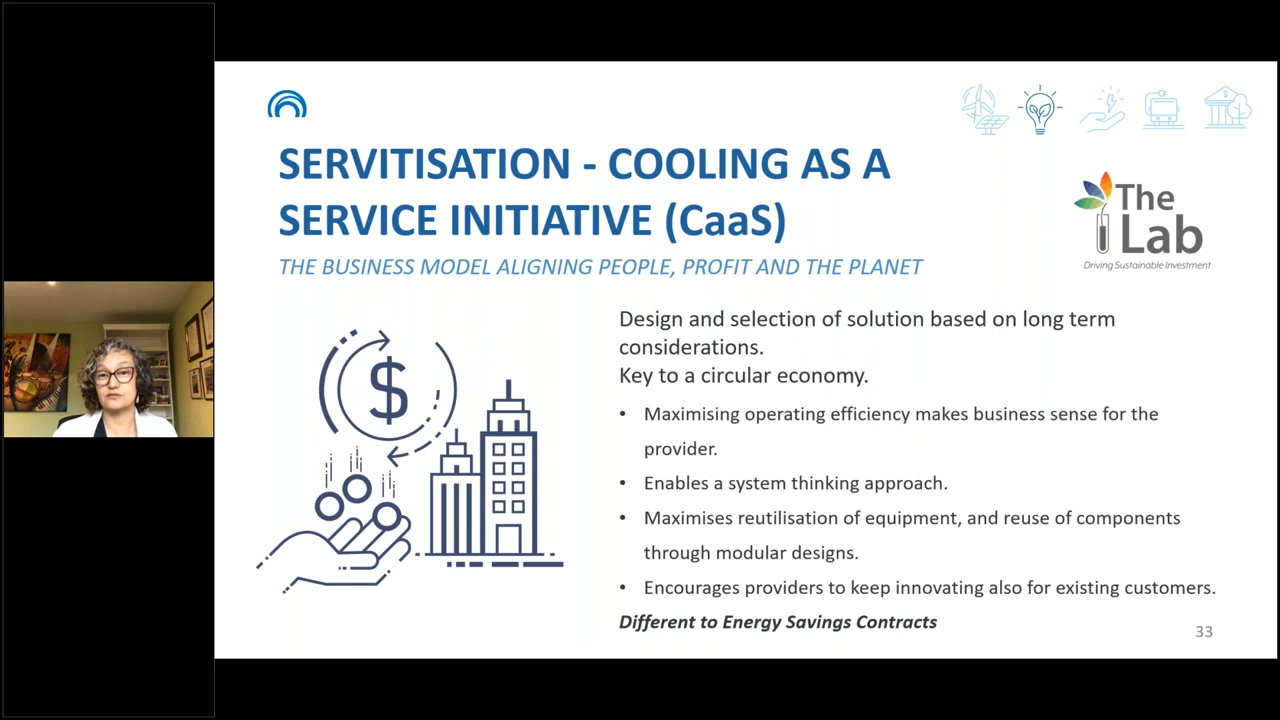 SERVITISATION - COOLING AS A
SERVICE INITIATIVE (CaaS)
THE BUSINESS MODEL ALIGNING PEOPLE, PROFIT AND THE PLANET
The
Lab
Driving Sustainable Investment
$
Design and selection of solution based on long term
considerations.
Key to a circular economy.
• Maximising operating efficiency makes business sense for the
provider.
• Enables a system thinking approach.
• Maximises reutilisation of equipment, and reuse of components
through modular designs.
• Encourages providers to keep innovating also for existing customers.
Different to Energy Savings Contracts
33